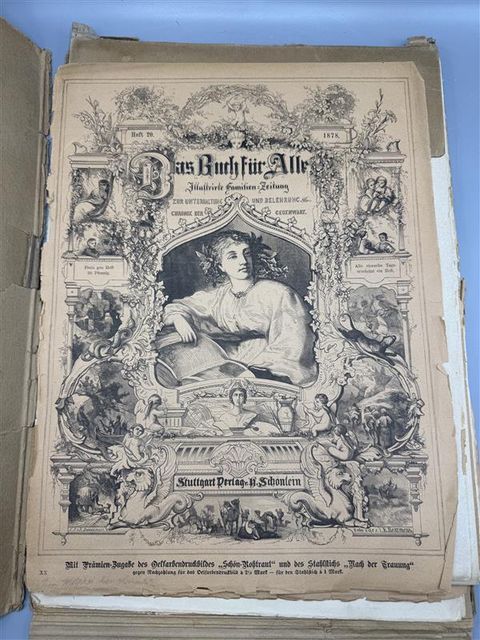 Heft 20.
1878.
Das Buch für Alle
Illustrirte Familien-Zeitung
ZUR UNTERHALTUNG UND BELEHRUNG.
CHRONIK DER GEGENWART.
Preis pro Heft
30 Pfennig.
Alle vierzehn Tage
erscheint ein Heft.
Stuttgart Verlag v. H. Schönlein
Mit Prämien-Zugabe des Oelfarbendruckbildes „Schön-Rohtraut“ und des Stahlstichs „Nach der Trauung“
gegen Nachzahlung für das Oelfarbendruckbild à 2½ Mark – für den Stahlstich à 1 Mark.
XX